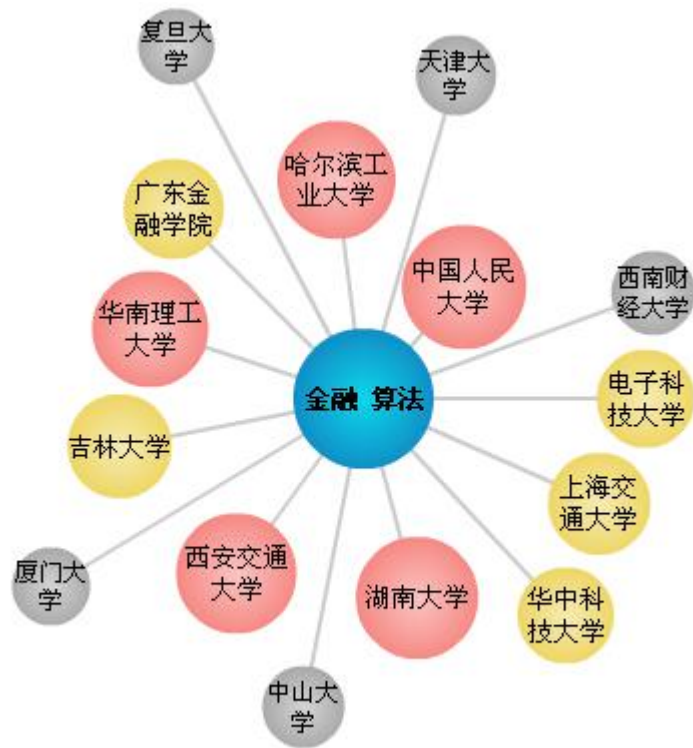 复旦大
学
天津大
学
哈尔滨工
业大学
广东金
融学院
中国人民
大学
西南财
经大学
华南理工
大学
金融 算法
电子科
技大学
吉林大学
上海交
通大学
西安交通
大学
厦门大
学
湖南大学
华中科
技大学
中山大
学